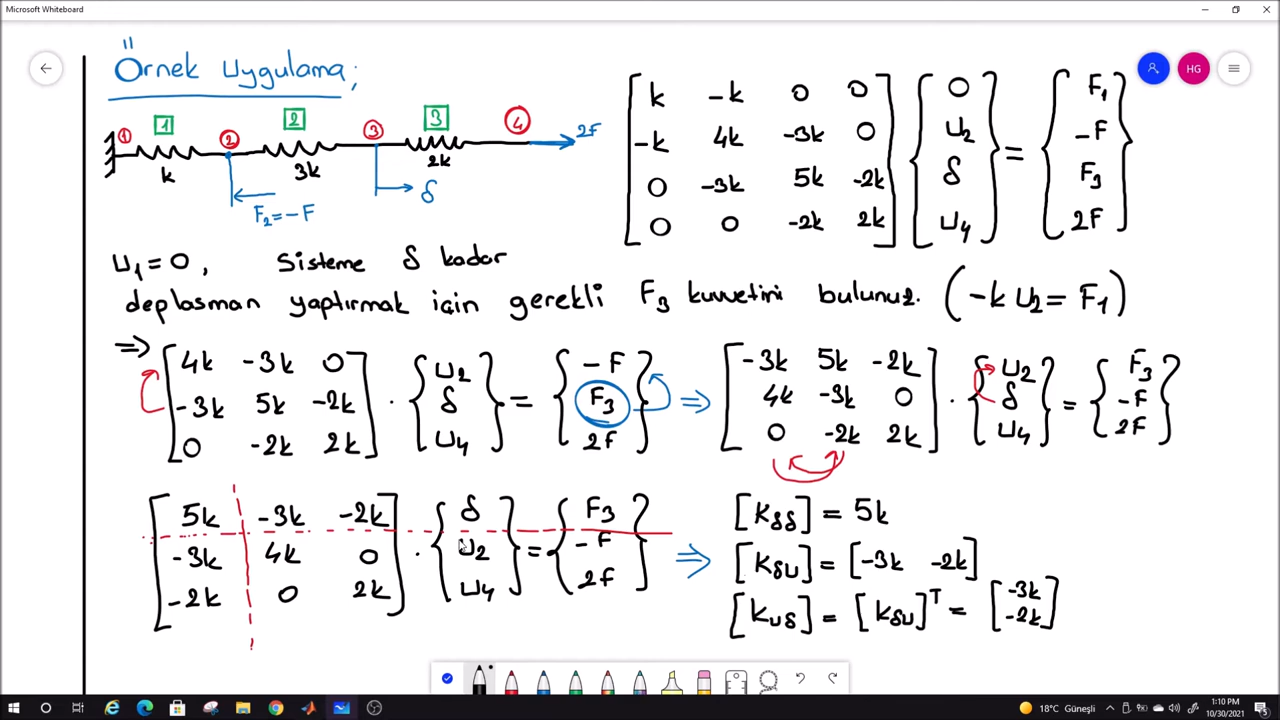 Microsoft Whiteboard
Örnek Uygulama;
HG
1 1 2 2 3 3 4 2F
k 3k 2k
F₂=-F δ
[k -k 0 0] {0} = {F₁}
[-k 4k -3k 0] {u₂} = {-F}
[0 -3k 5k -2k] {δ} = {F₃}
[0 0 -2k 2k] {u₄} = {2F}
u₁=0, Sisteme δ kadar
deplasman yaptırmak için gerekli F₃ kuvvetini bulunuz. (-k u₂= F₁)
⇒ [4k -3k 0] · {u₂} = {-F} ⇒ [-3k 5k -2k] · {u₂} = {F₃}
[-3k 5k -2k] {δ} = {F₃} [4k -3k 0] {δ} = {-F}
[0 -2k 2k] {u₄} = {2F} [0 -2k 2k] {u₄} = {2F}
[5k -3k -2k] · {δ} = {F₃}
[-3k 4k 0] {u₂} = {-F}
[-2k 0 2k] {u₄} = {2F}
[Kδδ] = 5k
⇒ [Kδu] = [-3k -2k]
[Kuδ] = [Kδu]ᵀ = [-3k -2k]
18°C Güneşli
1:10 PM
10/30/2021
5